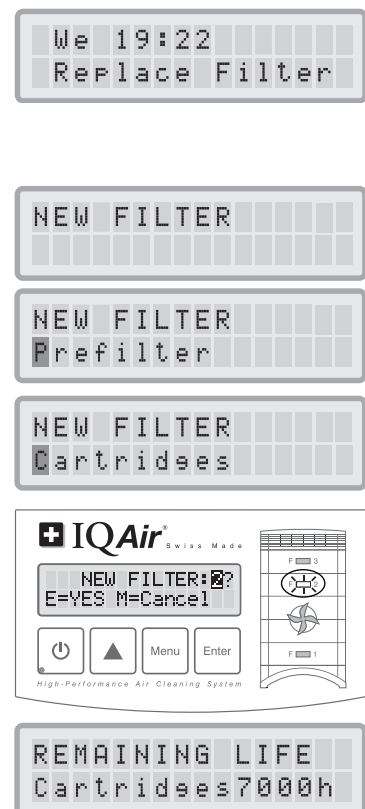 We 19:22
Replace Filter
NEW FILTER
NEW FILTER
Prefilter
NEW FILTER
Cartridges
IQAir® Swiss Made
NEW FILTER:2?
E=YES M=Cancel
Menu Enter
High-Performance Air Cleaning System
F 3
F 2
F 1
REMAINING LIFE
Cartridges7000h